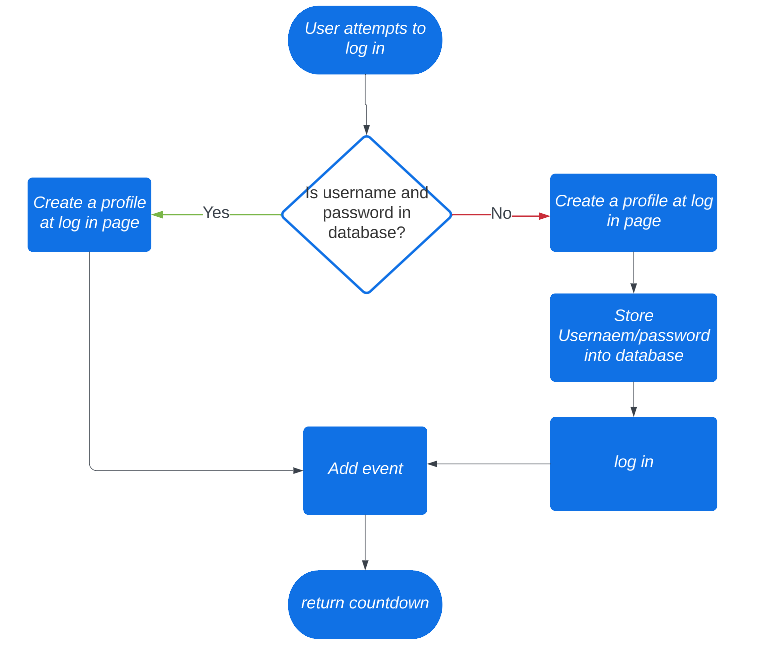 User attempts to
log in
Is username and
password in
database?
Yes
No
Create a profile
at log in page
Create a profile at log
in page
Store
Usernaem/password
into database
log in
Add event
return countdown